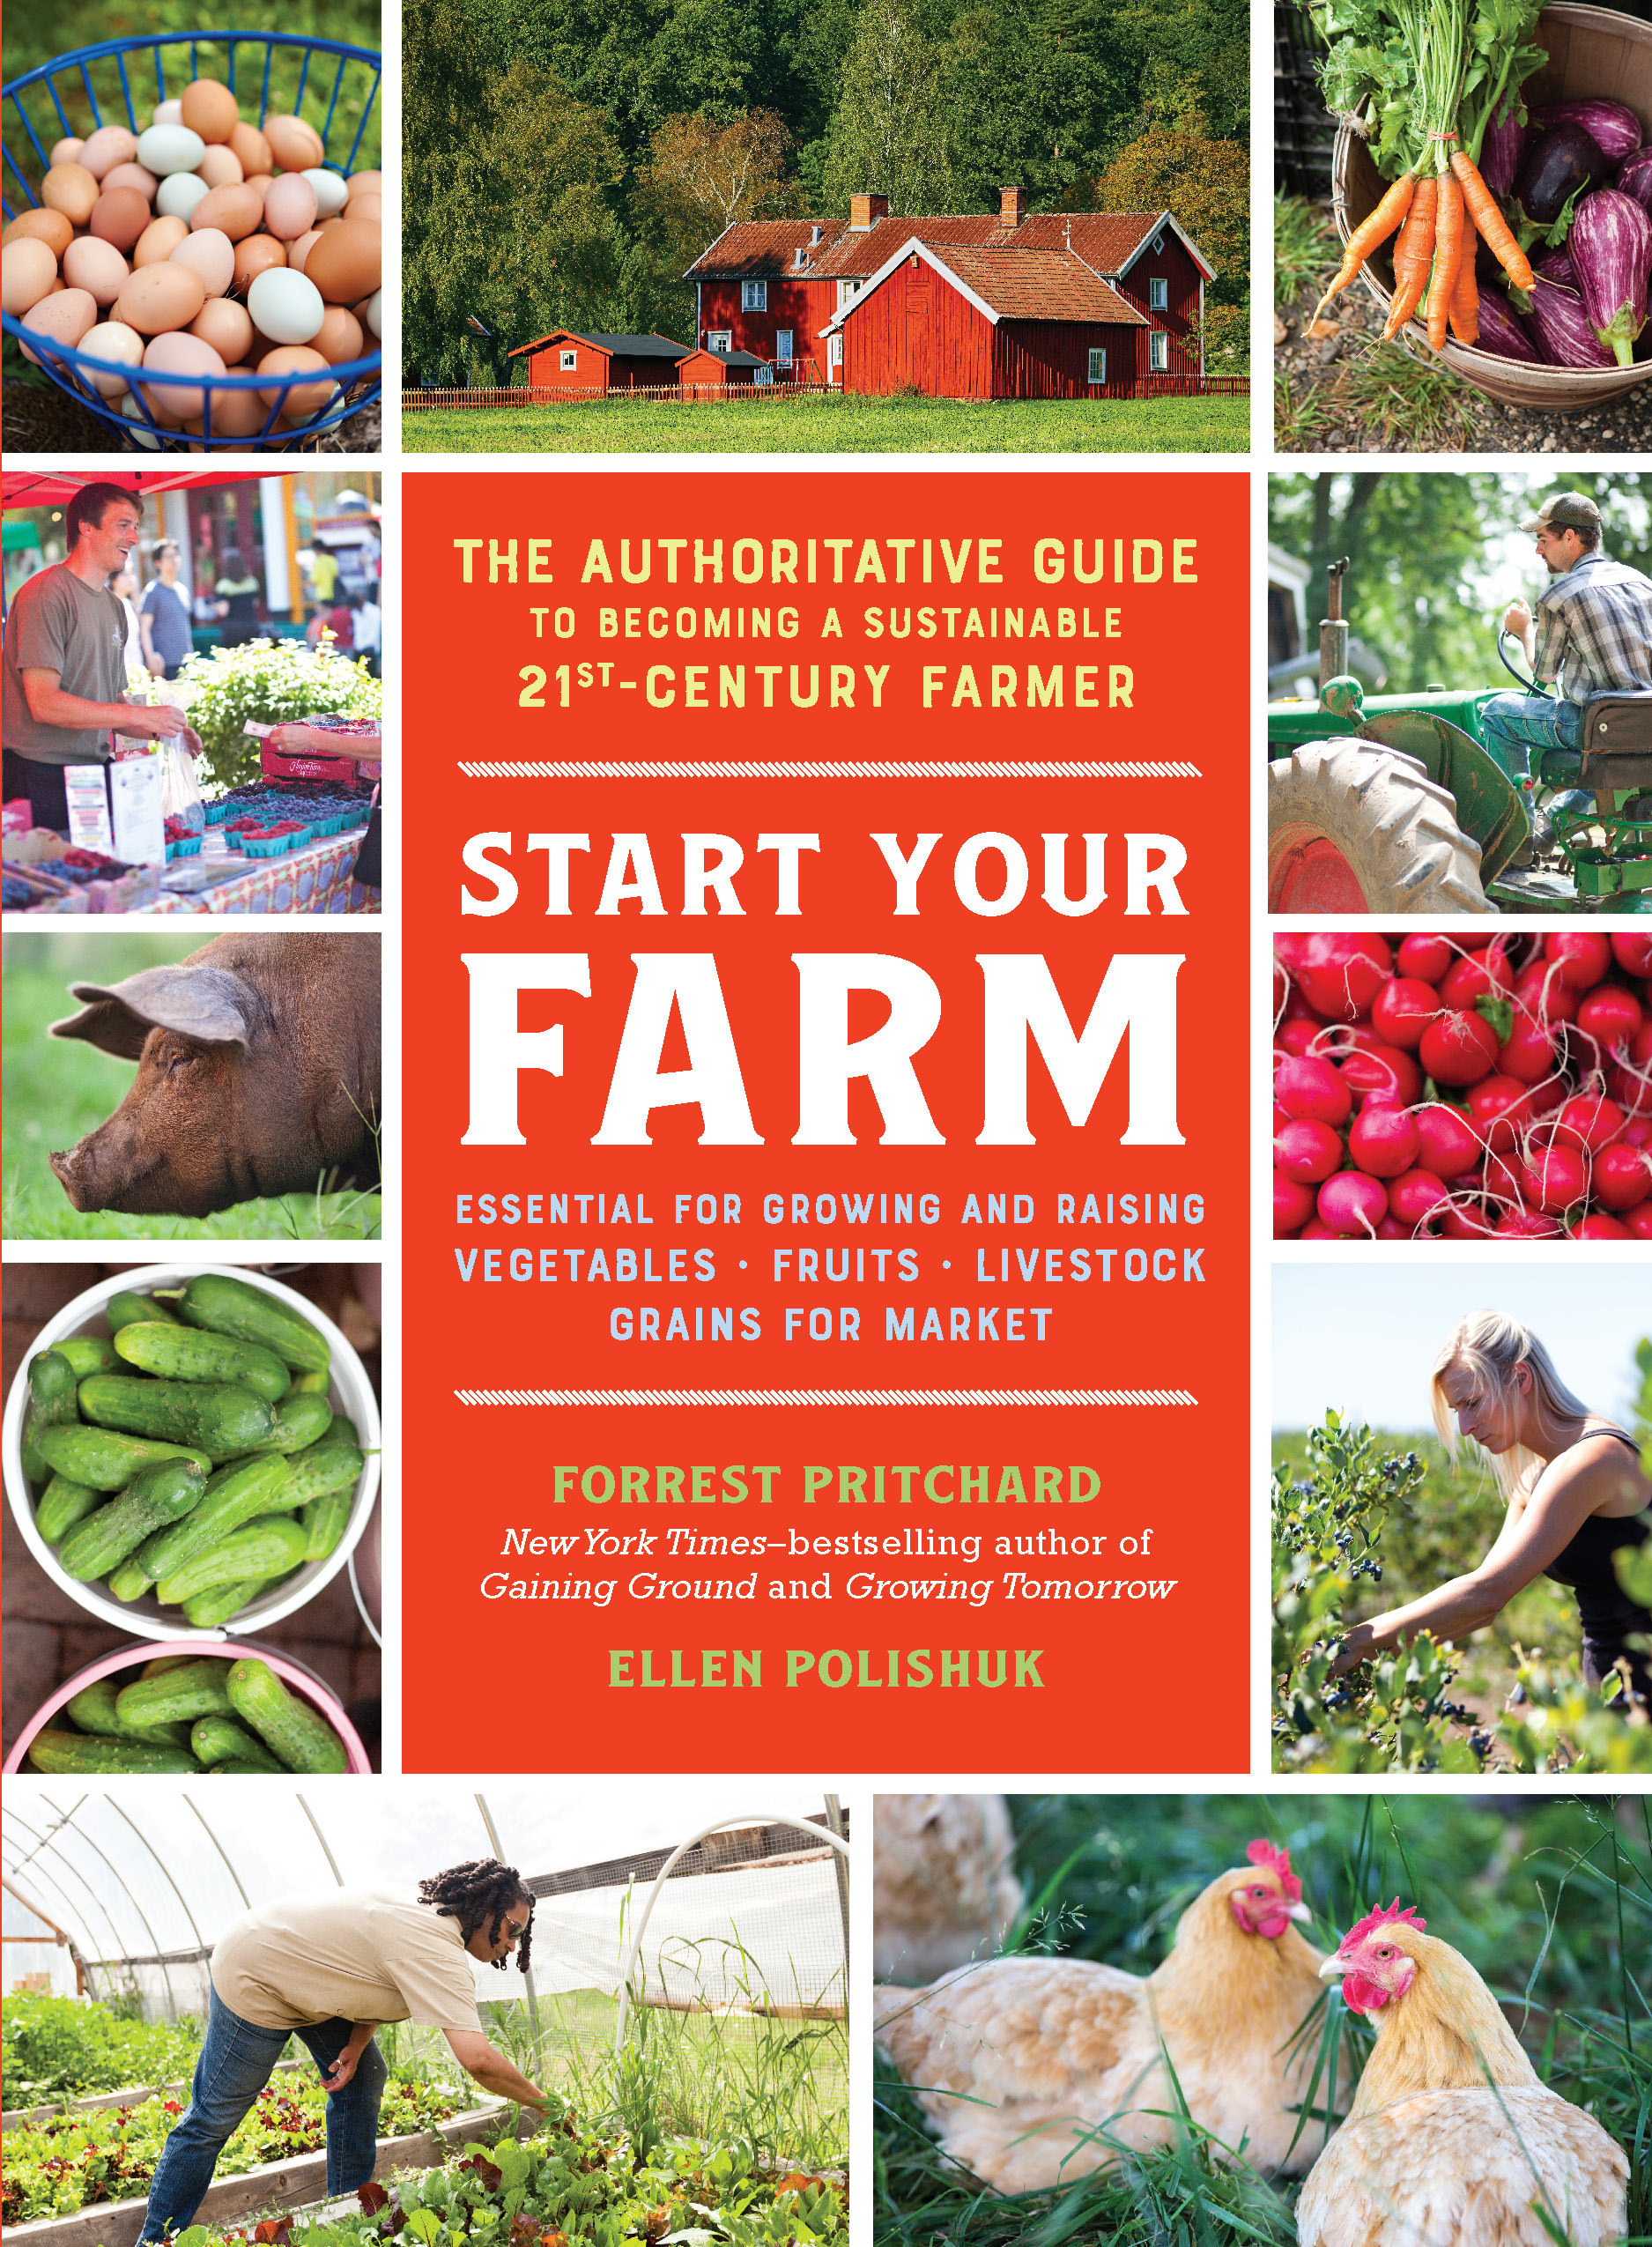 THE AUTHORITATIVE GUIDE
TO BECOMING A SUSTAINABLE
21ST-CENTURY FARMER
START YOUR
FARM
ESSENTIAL FOR GROWING AND RAISING
VEGETABLES • FRUITS • LIVESTOCK
GRAINS FOR MARKET
FORREST PRITCHARD
New York Times–bestselling author of
Gaining Ground and Growing Tomorrow
ELLEN POLISHUK